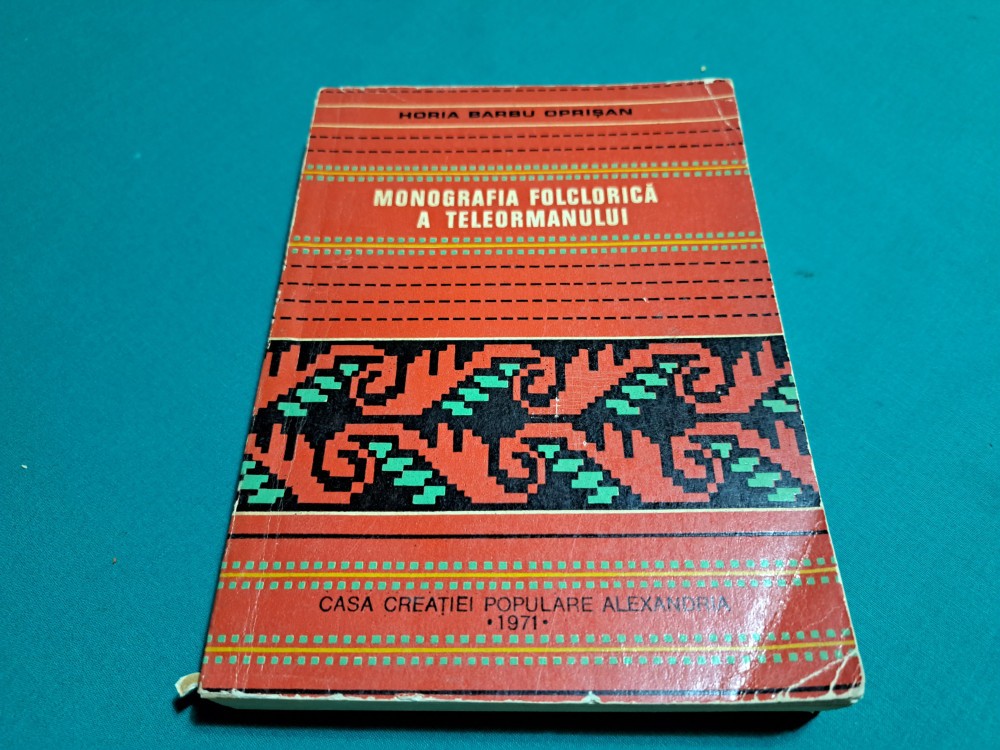 HORIA BARBU OPRIȘAN
MONOGRAFIA FOLCLORICĂ
A TELEORMANULUI
CASA CREAȚIEI POPULARE ALEXANDRIA
•1971•